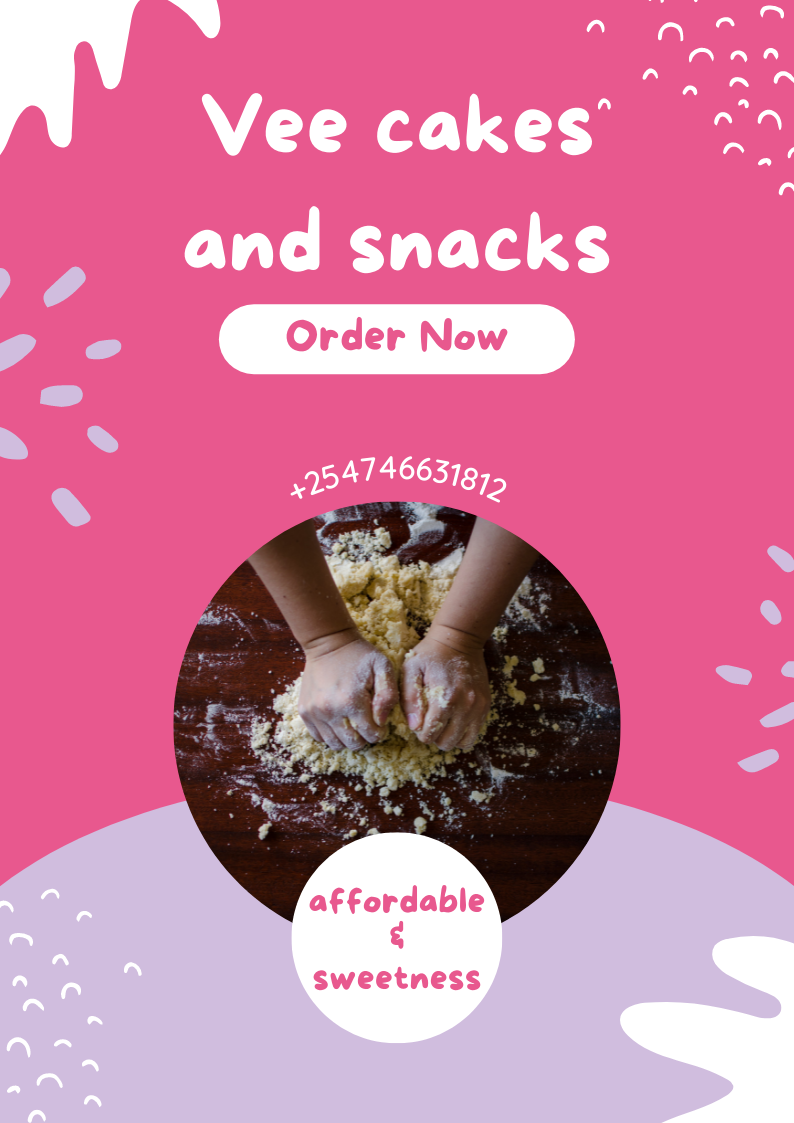 Vee cakes
and snacks
Order Now
+254746631812
affordable
&
sweetness